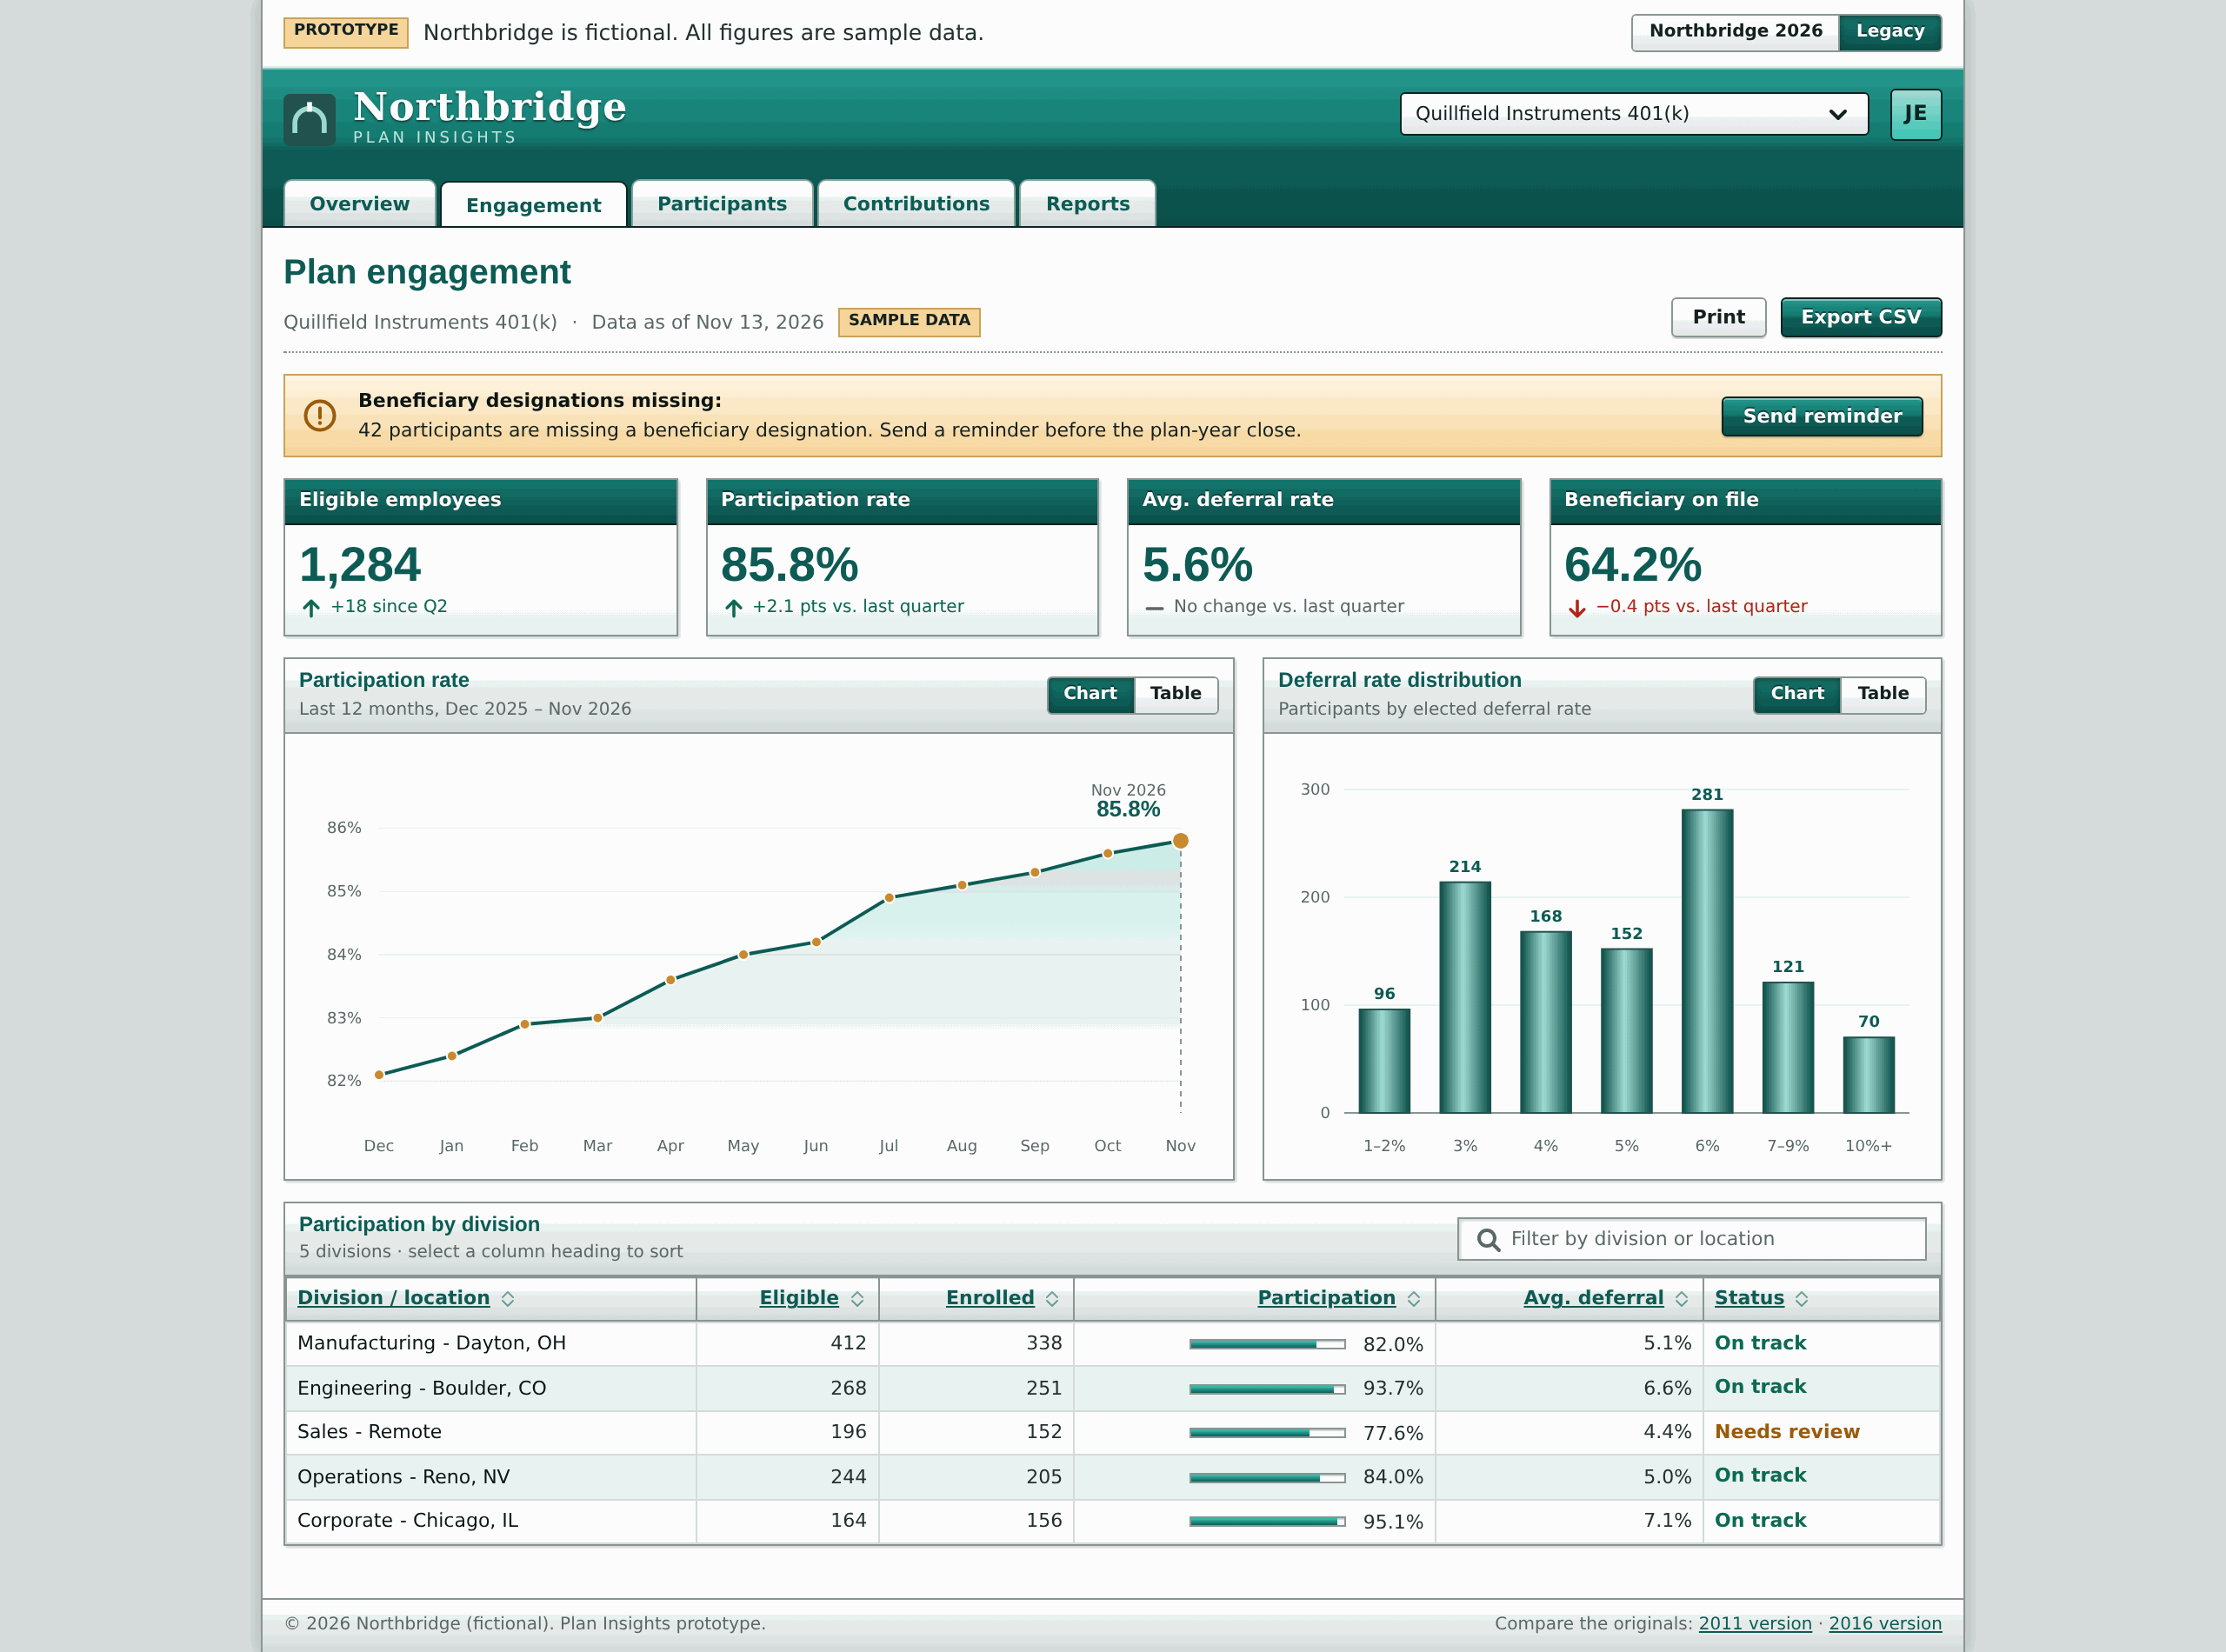 PROTOTYPE Northbridge is fictional. All figures are sample data. Northbridge 2026 Legacy
Northbridge
PLAN INSIGHTS
Quillfield Instruments 401(k) JE
Overview Engagement Participants Contributions Reports
Plan engagement
Quillfield Instruments 401(k) · Data as of Nov 13, 2026 SAMPLE DATA Print Export CSV
Beneficiary designations missing:
42 participants are missing a beneficiary designation. Send a reminder before the plan-year close.
Send reminder
Eligible employees
1,284
+18 since Q2
Participation rate
85.8%
+2.1 pts vs. last quarter
Avg. deferral rate
5.6%
No change vs. last quarter
Beneficiary on file
64.2%
−0.4 pts vs. last quarter
Participation rate
Last 12 months, Dec 2025 – Nov 2026
Chart Table
Nov 2026
85.8%
86%
85%
84%
83%
82%
Dec Jan Feb Mar Apr May Jun Jul Aug Sep Oct Nov
Deferral rate distribution
Participants by elected deferral rate
Chart Table
300
200
100
0
96 214 168 152 281 121 70
1–2% 3% 4% 5% 6% 7–9% 10%+
Participation by division
5 divisions · select a column heading to sort
Filter by division or location
Division / location Eligible Enrolled Participation Avg. deferral Status
Manufacturing - Dayton, OH 412 338 82.0% 5.1% On track
Engineering - Boulder, CO 268 251 93.7% 6.6% On track
Sales - Remote 196 152 77.6% 4.4% Needs review
Operations - Reno, NV 244 205 84.0% 5.0% On track
Corporate - Chicago, IL 164 156 95.1% 7.1% On track
© 2026 Northbridge (fictional). Plan Insights prototype. Compare the originals: 2011 version · 2016 version